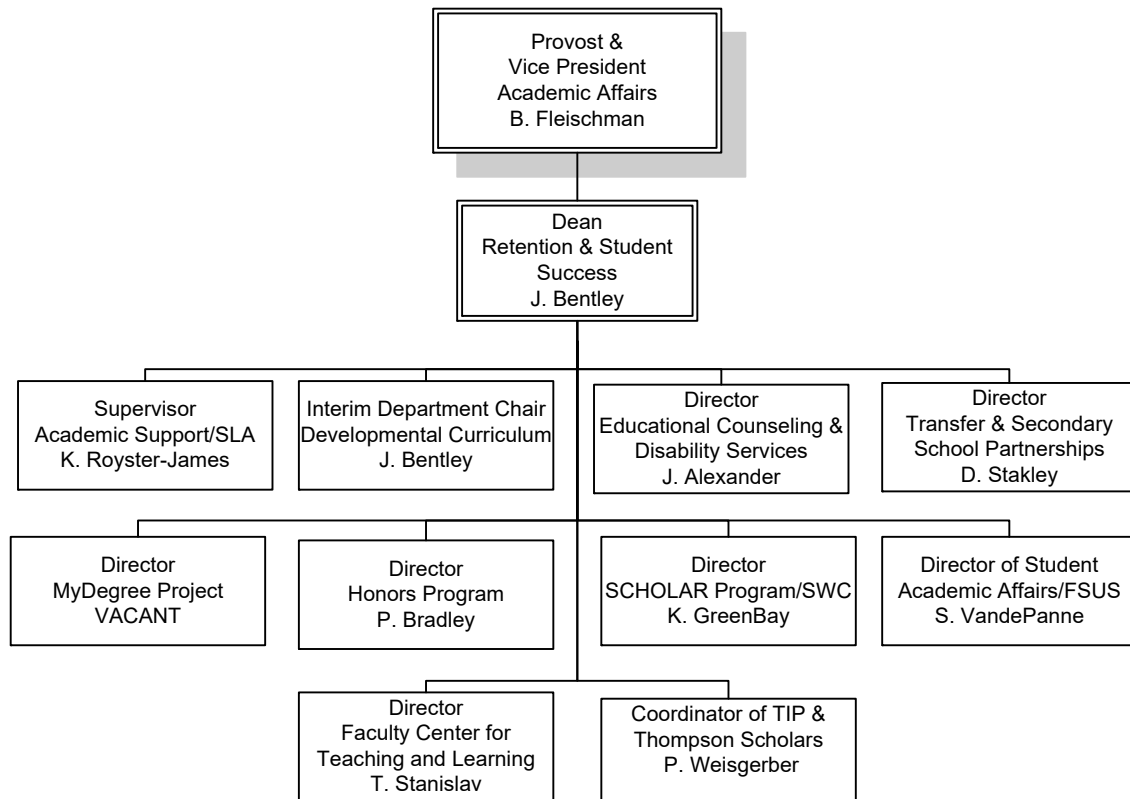 Provost &
Vice President
Academic Affairs
B. Fleischman
Dean
Retention & Student
Success
J. Bentley
Supervisor
Academic Support/SLA
K. Royster-James
Interim Department Chair
Developmental Curriculum
J. Bentley
Director
Educational Counseling &
Disability Services
J. Alexander
Director
Transfer & Secondary
School Partnerships
D. Stakley
Director
MyDegree Project
VACANT
Director
Honors Program
P. Bradley
Director
SCHOLAR Program/SWC
K. GreenBay
Director of Student
Academic Affairs/FSUS
S. VandePanne
Director
Faculty Center for
Teaching and Learning
T. Stanislav
Coordinator of TIP &
Thompson Scholars
P. Weisgerber